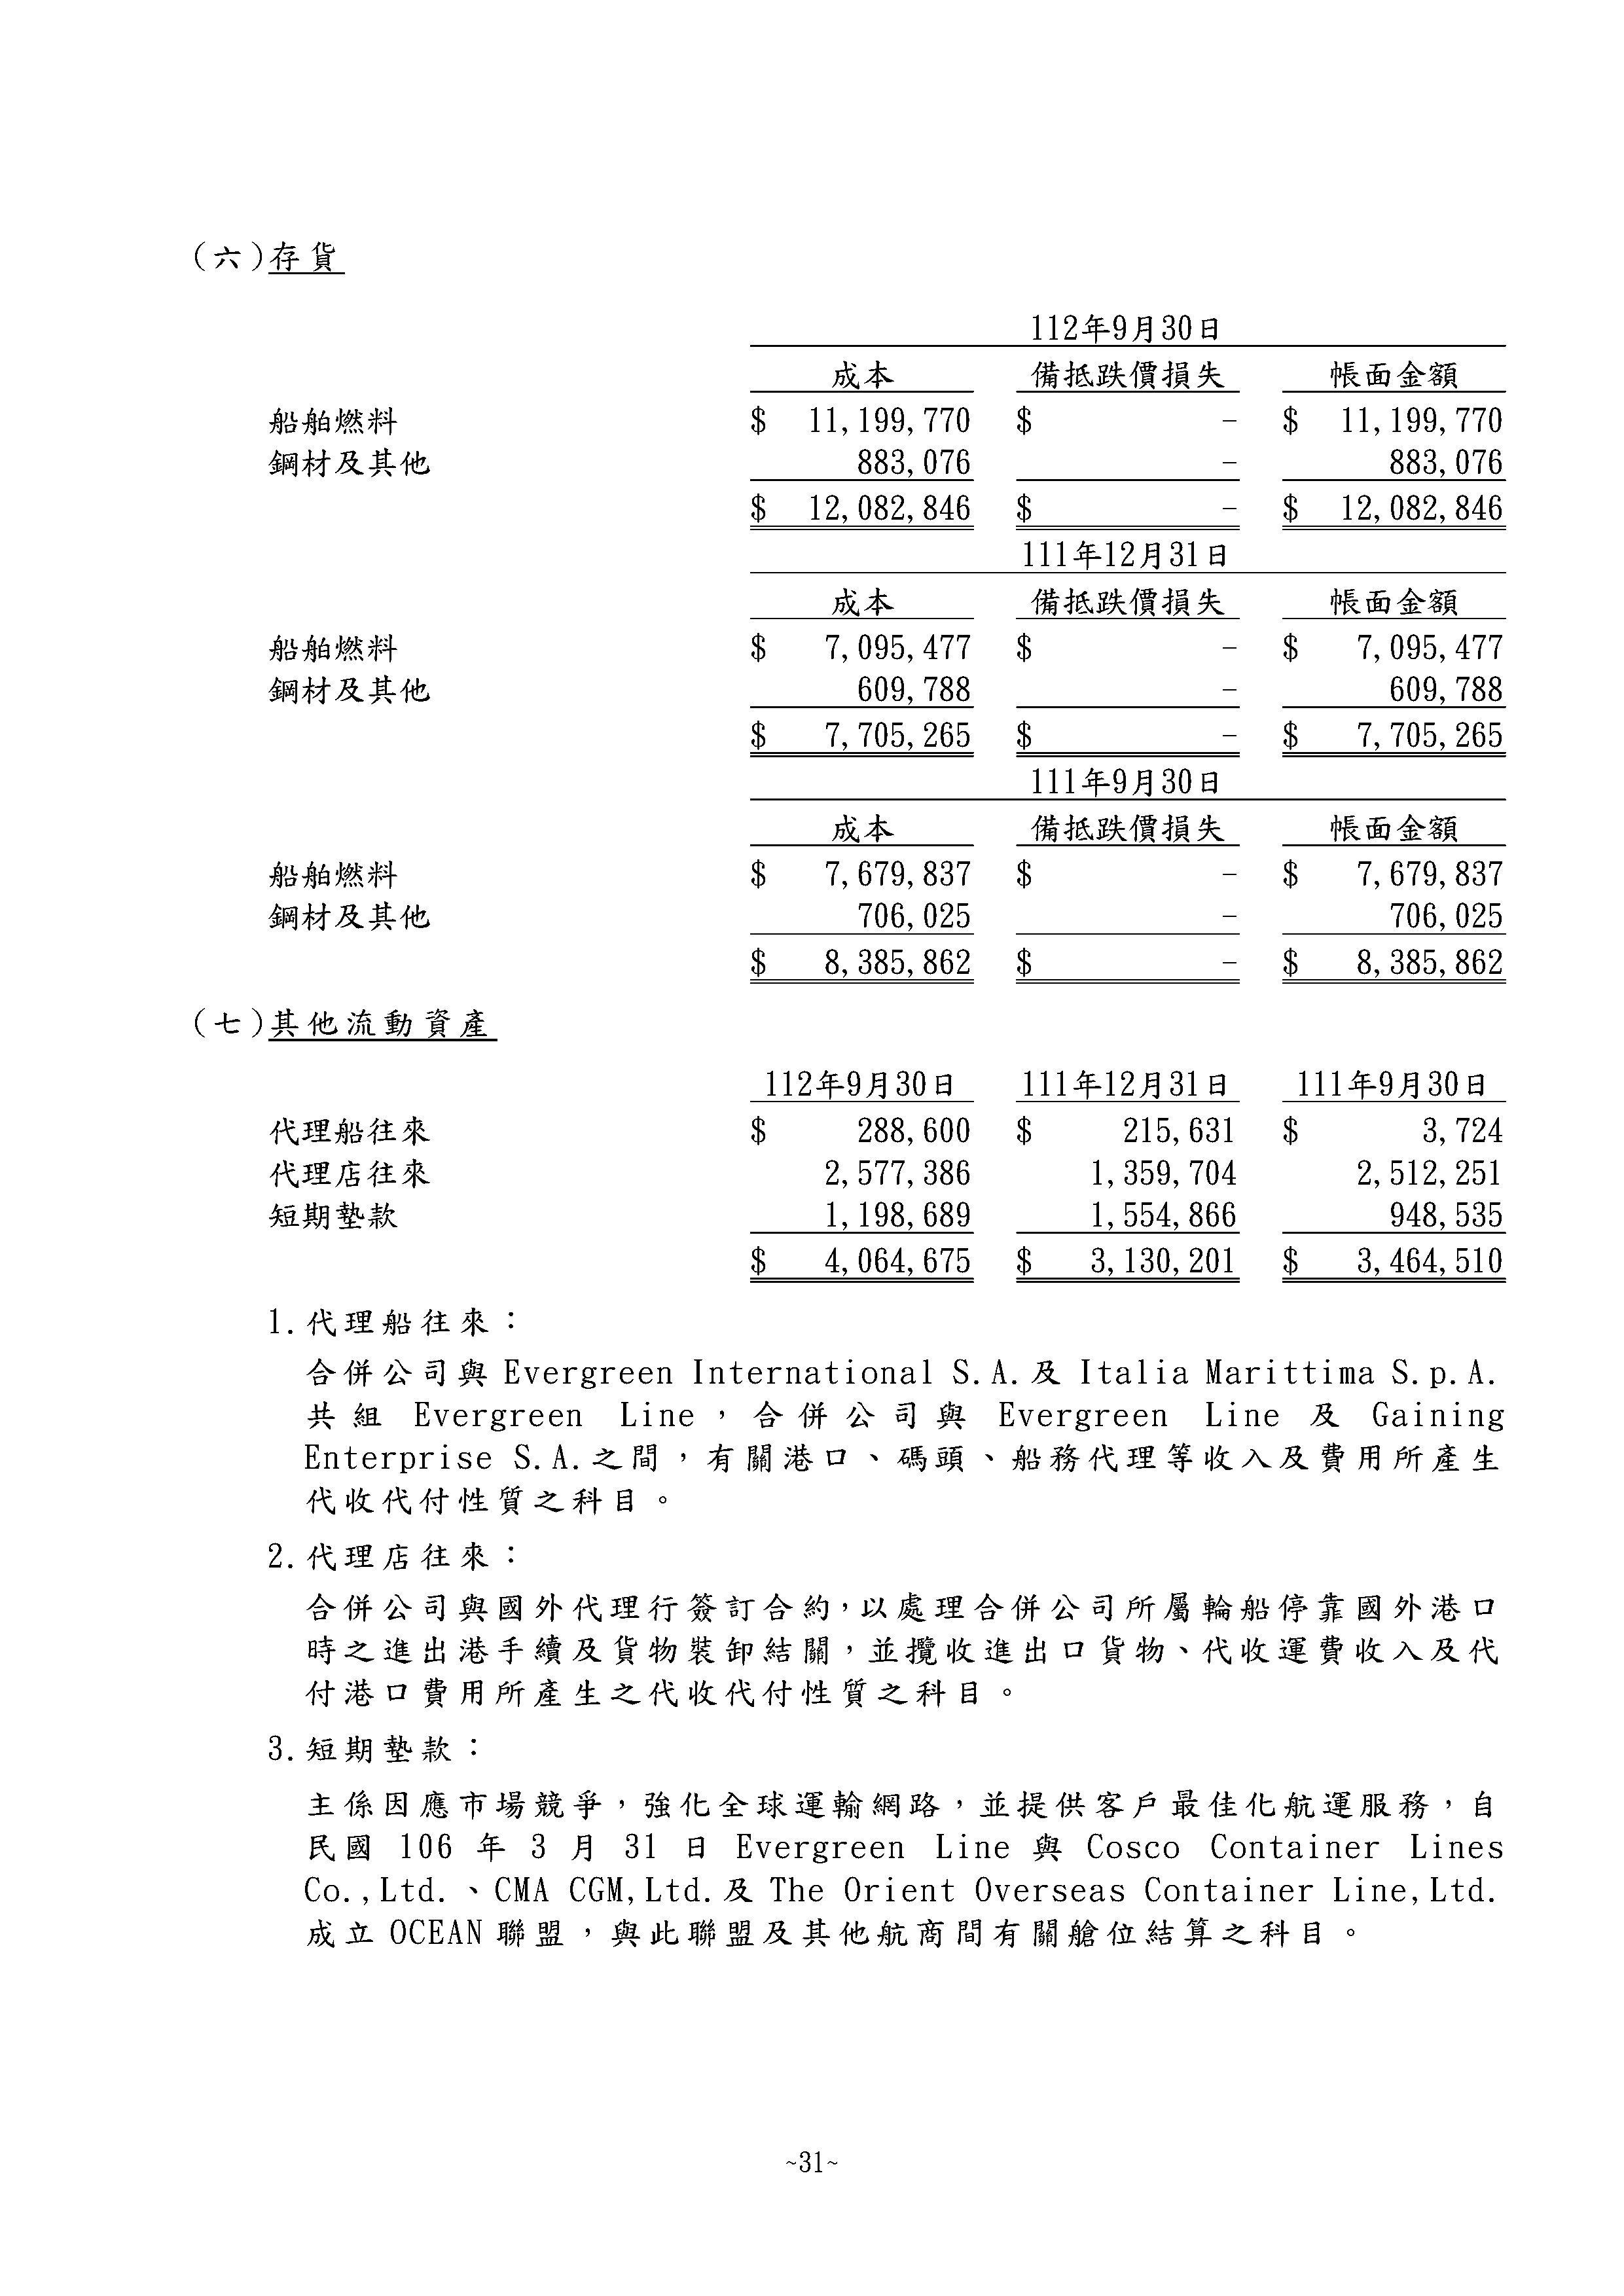 (六)存貨
112年9月30日
成本 備抵跌價損失 帳面金額
船舶燃料 $ 11,199,770 $ - $ 11,199,770
鋼材及其他 883,076 - 883,076
$ 12,082,846 $ - $ 12,082,846
111年12月31日
成本 備抵跌價損失 帳面金額
船舶燃料 $ 7,095,477 $ - $ 7,095,477
鋼材及其他 609,788 - 609,788
$ 7,705,265 $ - $ 7,705,265
111年9月30日
成本 備抵跌價損失 帳面金額
船舶燃料 $ 7,679,837 $ - $ 7,679,837
鋼材及其他 706,025 - 706,025
$ 8,385,862 $ - $ 8,385,862
(七)其他流動資產
112年9月30日 111年12月31日 111年9月30日
代理船往來 $ 288,600 $ 215,631 $ 3,724
代理店往來 2,577,386 1,359,704 2,512,251
短期墊款 1,198,689 1,554,866 948,535
$ 4,064,675 $ 3,130,201 $ 3,464,510
1.代理船往來：
合併公司與 Evergreen International S.A.及 Italia Marittima S.p.A.
共組 Evergreen Line，合併公司與 Evergreen Line 及 Gaining
Enterprise S.A.之間，有關港口、碼頭、船務代理等收入及費用所產生
代收代付性質之科目。
2.代理店往來：
合併公司與國外代理行簽訂合約，以處理合併公司所屬輪船停靠國外港口
時之進出港手續及貨物裝卸結關，並攬收進出口貨物、代收運費收入及代
付港口費用所產生之代收代付性質之科目。
3.短期墊款：
主係因應市場競爭，強化全球運輸網路，並提供客戶最佳化航運服務，自
民國 106 年 3 月 31 日 Evergreen Line 與 Cosco Container Lines
Co.,Ltd.、CMA CGM,Ltd.及 The Orient Overseas Container Line,Ltd.
成立 OCEAN 聯盟，與此聯盟及其他航商間有關艙位結算之科目。
~31~